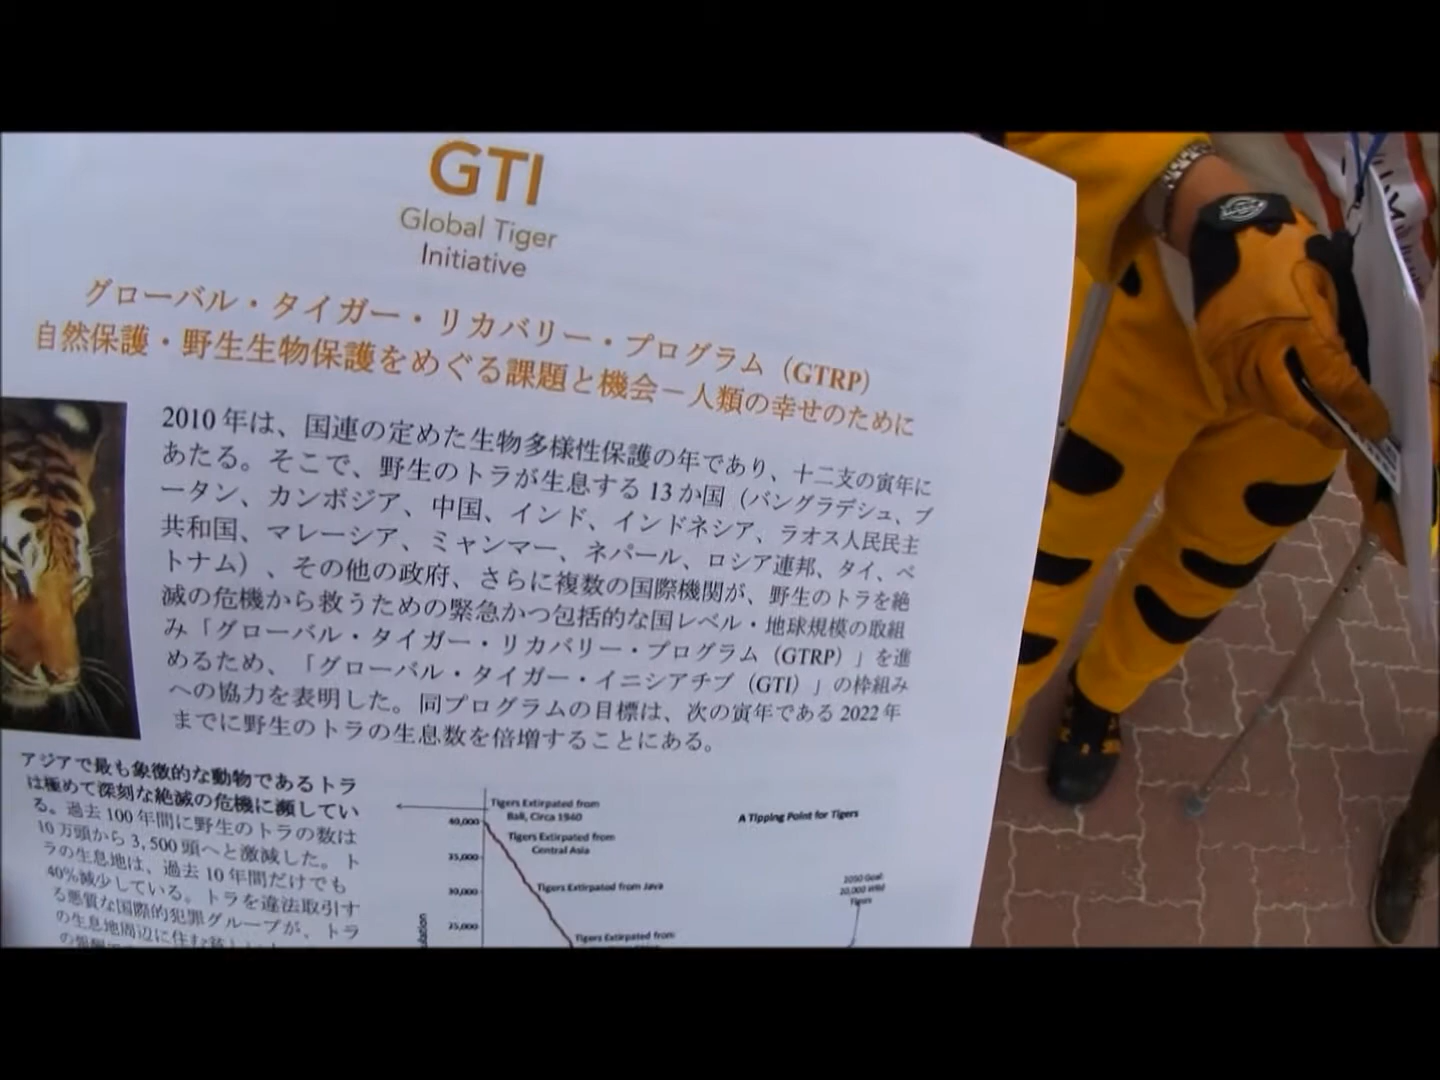 GTI
Global Tiger
Initiative
グローバル・タイガー・リカバリー・プログラム（GTRP）
自然保護・野生生物保護をめぐる課題と機会－人類の幸せのために
2010 年は、国連の定めた生物多様性保護の年であり、十二支の寅年に
あたる。そこで、野生のトラが生息する 13 か国（バングラデシュ、ブ
ータン、カンボジア、中国、インド、インドネシア、ラオス人民民主
共和国、マレーシア、ミャンマー、ネパール、ロシア連邦、タイ、ベ
トナム）、その他の政府、さらに複数の国際機関が、野生のトラを絶
滅の危機から救うための緊急かつ包括的な国レベル・地球規模の取組
み「グローバル・タイガー・リカバリー・プログラム（GTRP）」を進
めるため、「グローバル・タイガー・イニシアチブ（GTI）」の枠組み
への協力を表明した。同プログラムの目標は、次の寅年である 2022 年
までに野生のトラの生息数を倍増することにある。
アジアで最も象徴的な動物であるトラ
は極めて深刻な絶滅の危機に瀕してい
る。過去 100 年間に野生のトラの数は
10 万頭から 3,500 頭へと激減した。ト
ラの生息地は、過去 10 年間だけでも
40%減少している。トラを違法取引す
る悪質な国際的犯罪グループが、トラ
の生息地周辺に住む
Tigers Extirpated from
Bali, Circa 1940
A Tipping Point for Tigers
40,000
Tigers Extirpated from
Central Asia
35,000
30,000
Tigers Extirpated from Java
2050 Goal:
20,000 Wild
Tigers
25,000
Tigers Extirpated from